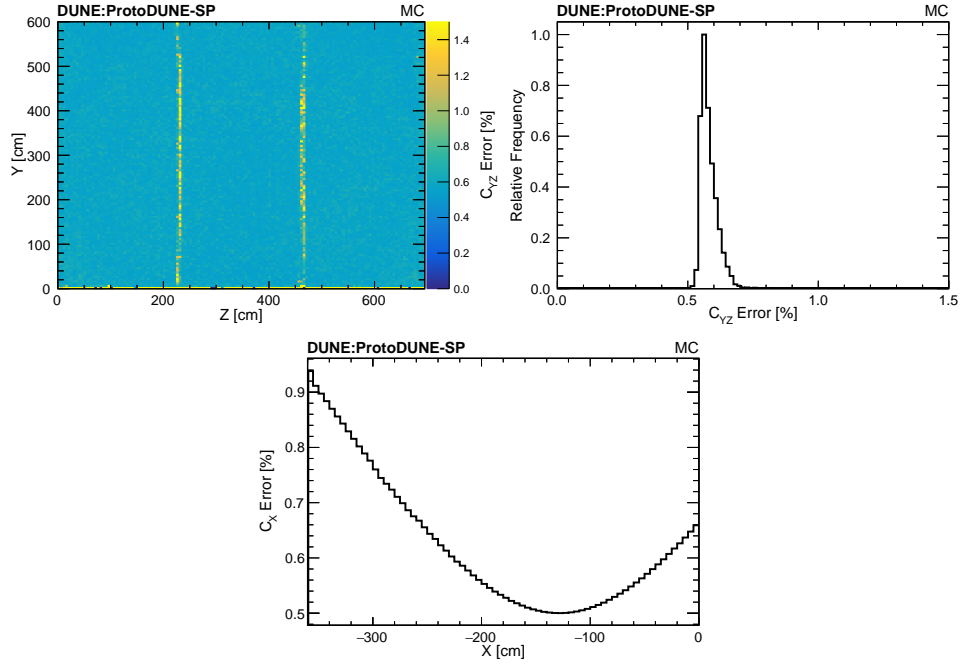 DUNE:ProtoDUNE-SP MC
600
500
400
300
200
100
0
Y [cm]
0 200 400 600
Z [cm]
1.4
1.2
1.0
0.8
0.6
0.4
0.2
0.0
C_YZ Error [%]
DUNE:ProtoDUNE-SP MC
1.0
0.8
0.6
0.4
0.2
0.0
Relative Frequency
0.0 0.5 1.0 1.5
C_YZ Error [%]
DUNE:ProtoDUNE-SP MC
0.9
0.8
0.7
0.6
0.5
C_X Error [%]
−300 −200 −100 0
X [cm]